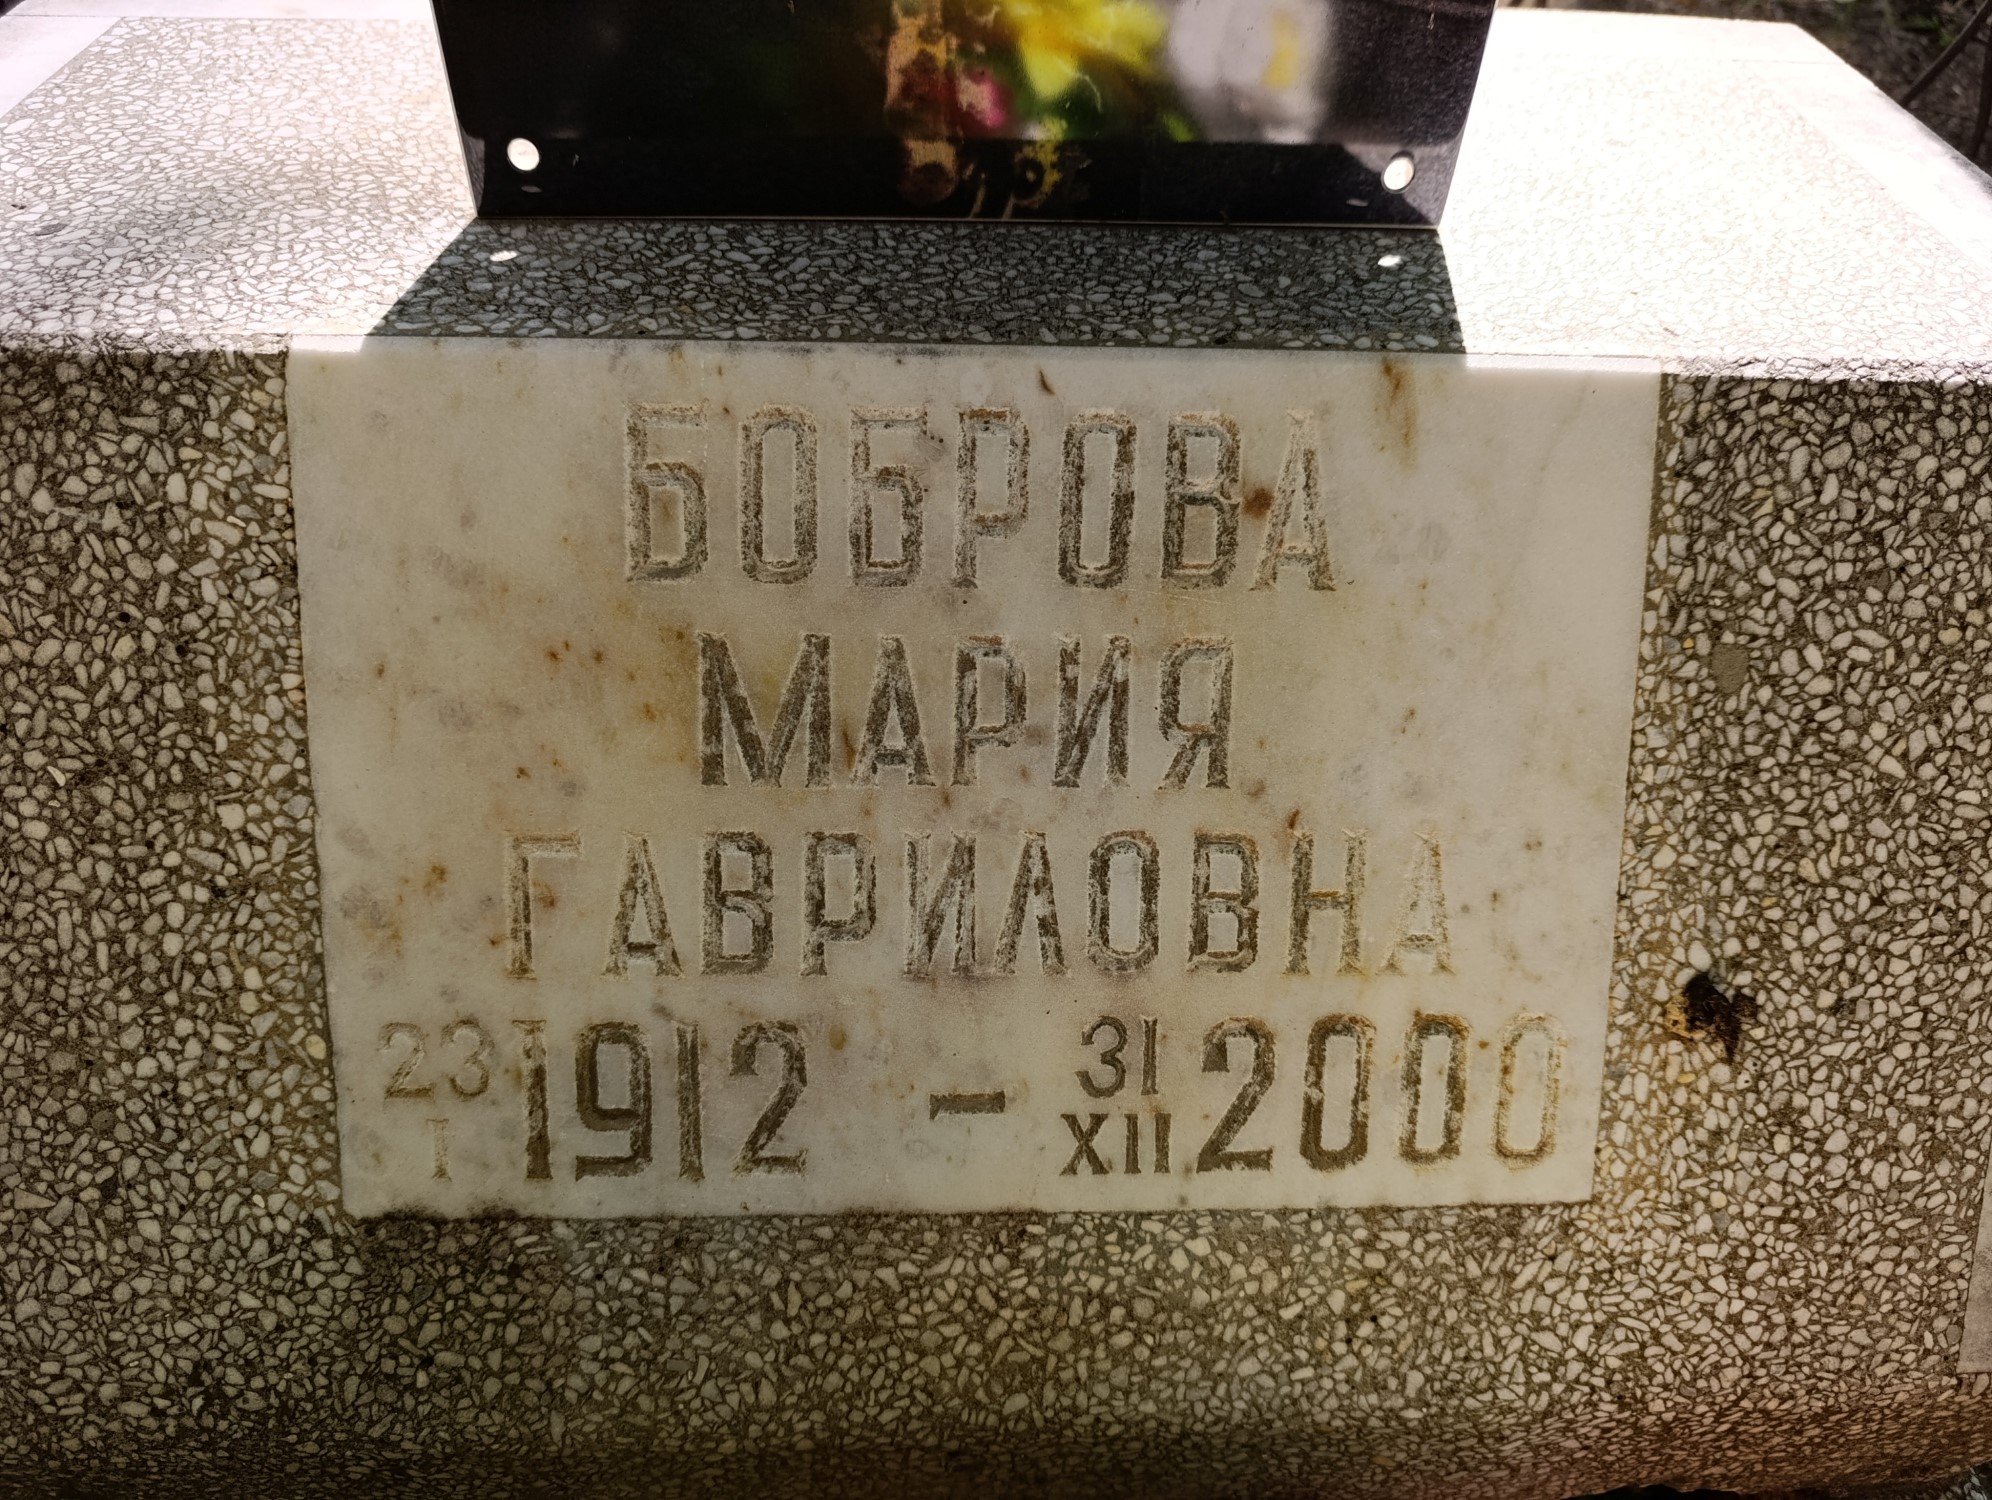 БОБРОВА
МАРИЯ
ГАВРИЛОВНА
23 I 1912 – 31 XII 2000